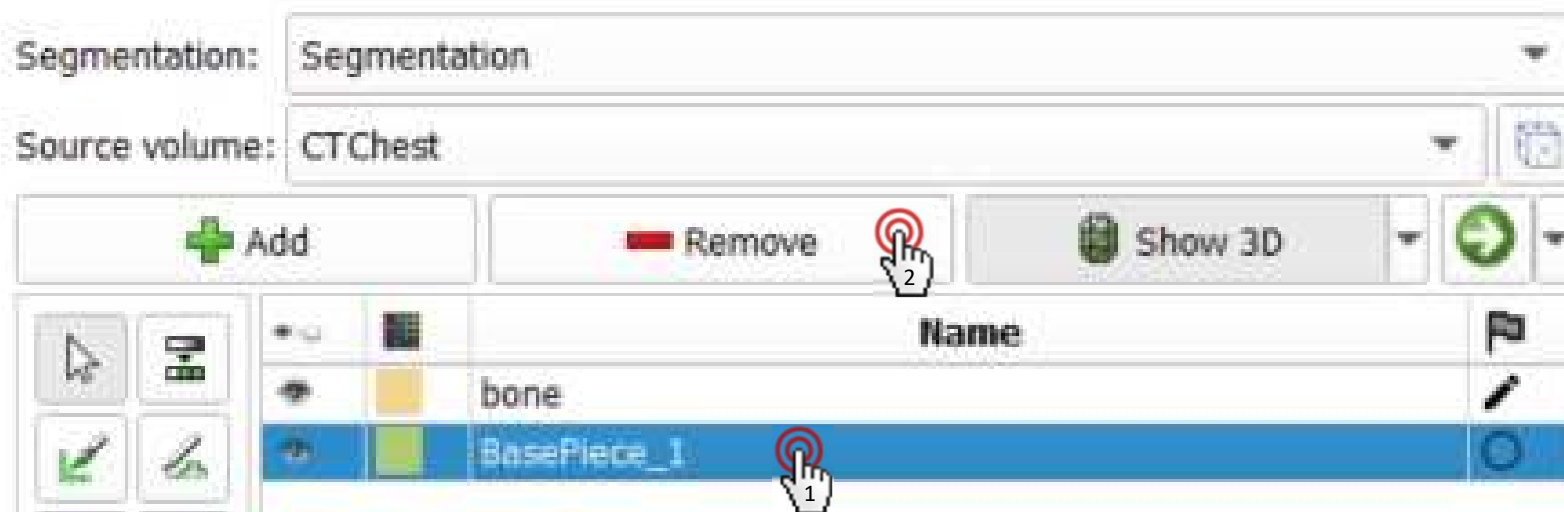 Segmentation: Segmentation
Source volume: CTChest
Add Remove Show 3D
2
Name
bone
BasePiece_1
1